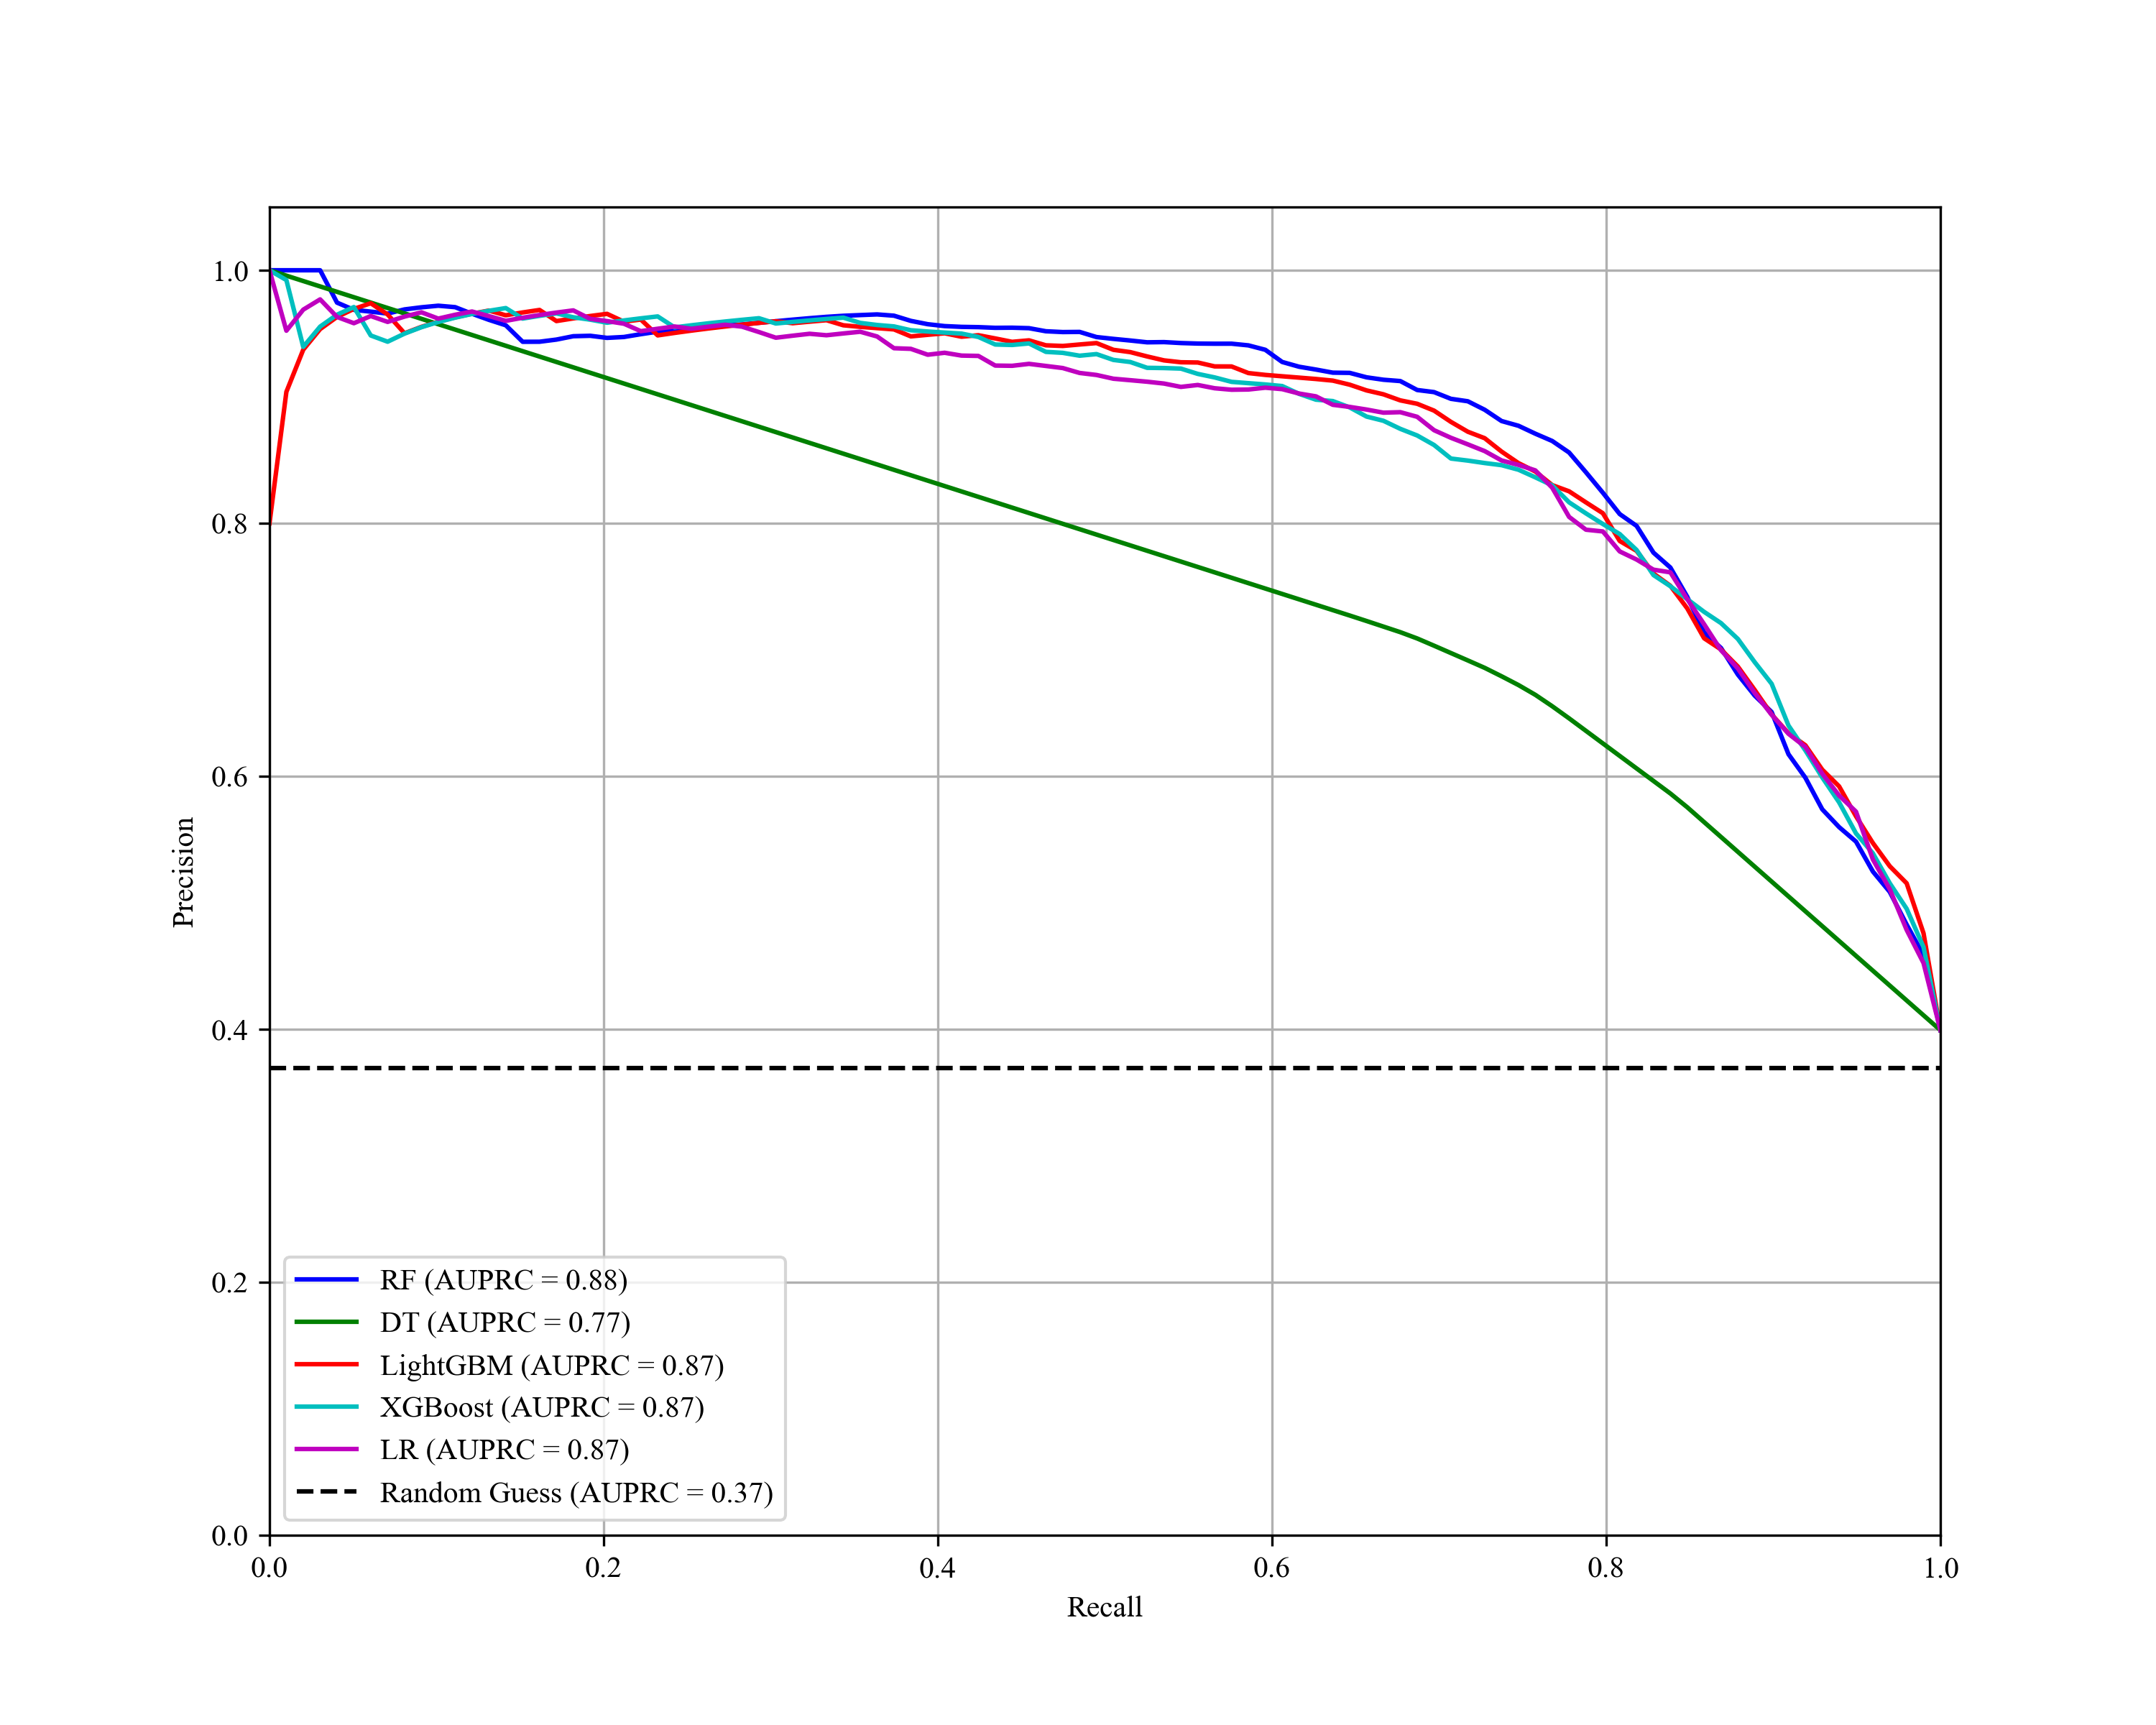 1.0
0.8
0.6
0.4
0.2
0.0
Precision
RF (AUPRC = 0.88)
DT (AUPRC = 0.77)
LightGBM (AUPRC = 0.87)
XGBoost (AUPRC = 0.87)
LR (AUPRC = 0.87)
Random Guess (AUPRC = 0.37)
0.0 0.2 0.4 0.6 0.8 1.0
Recall